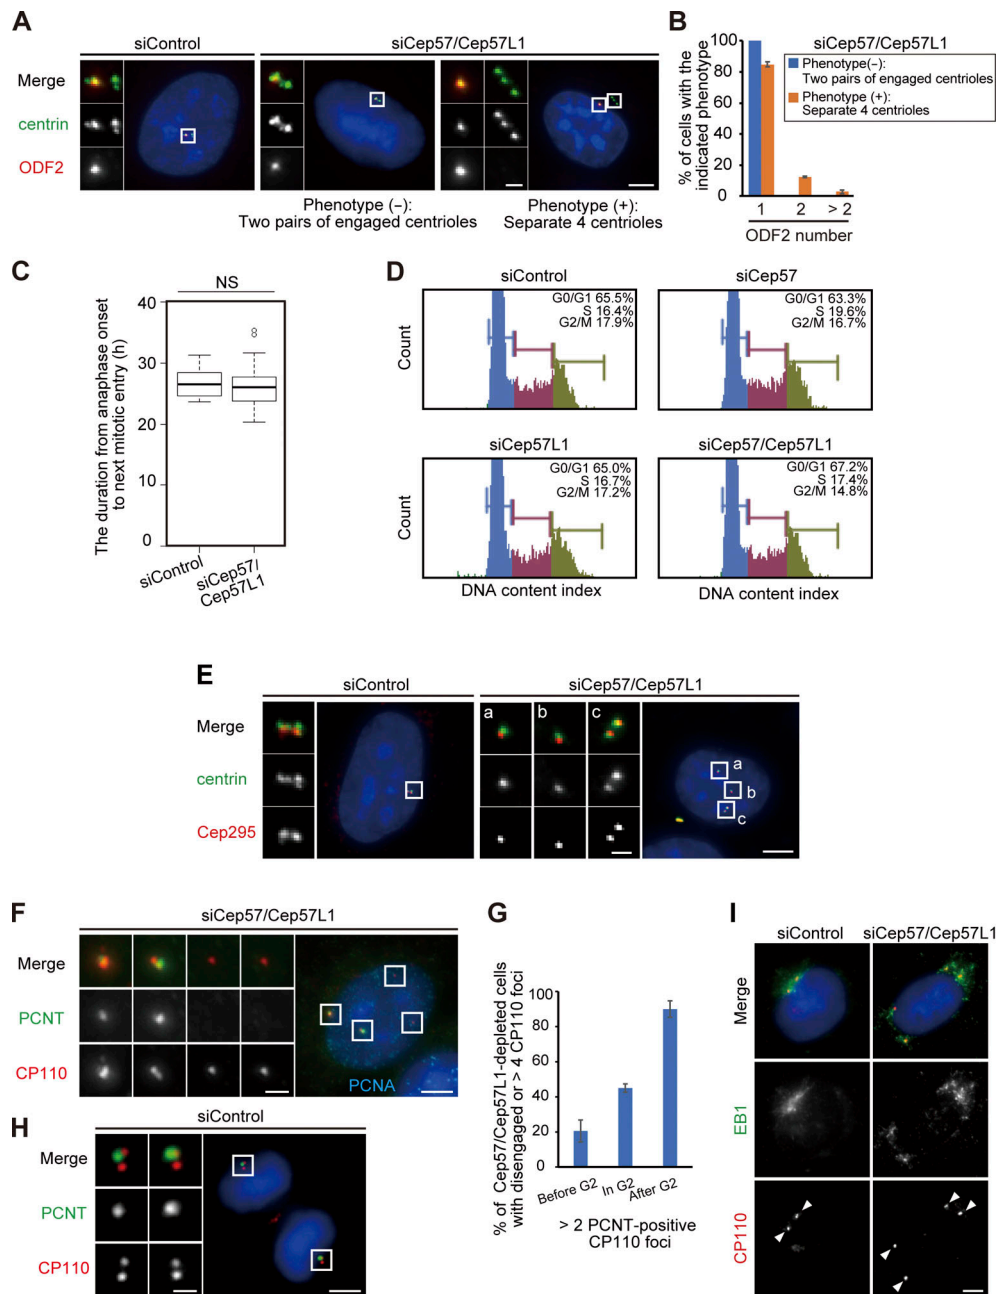 A
siControl
siCep57/Cep57L1
Merge
centrin
ODF2
Phenotype (–):
Two pairs of engaged centrioles
Phenotype (+):
Separate 4 centrioles
B
siCep57/Cep57L1
% of cells with the
indicated phenotype
100
80
60
40
20
0
Phenotype(–):
Two pairs of engaged centrioles
Phenotype (+):
Separate 4 centrioles
1 2 > 2
ODF2 number
C
NS
The duration from anaphase onset
to next mitotic entry (h)
40
30
20
10
0
siControl
siCep57/
Cep57L1
D
siControl
G0/G1 65.5%
S 16.4%
G2/M 17.9%
Count
siCep57
G0/G1 63.3%
S 19.6%
G2/M 16.7%
siCep57L1
G0/G1 65.0%
S 16.7%
G2/M 17.2%
Count
DNA content index
siCep57/Cep57L1
G0/G1 67.2%
S 17.4%
G2/M 14.8%
DNA content index
E
siControl
siCep57/Cep57L1
Merge
centrin
Cep295
a b c
a
b
c
F
siCep57/Cep57L1
Merge
PCNT
CP110
PCNA
G
% of Cep57/Cep57L1-depleted cells
with disengaged or > 4 CP110 foci
100
80
60
40
20
0
Before G2 In G2 After G2
> 2 PCNT-positive
CP110 foci
H
siControl
Merge
PCNT
CP110
I
siControl siCep57/Cep57L1
Merge
EB1
CP110